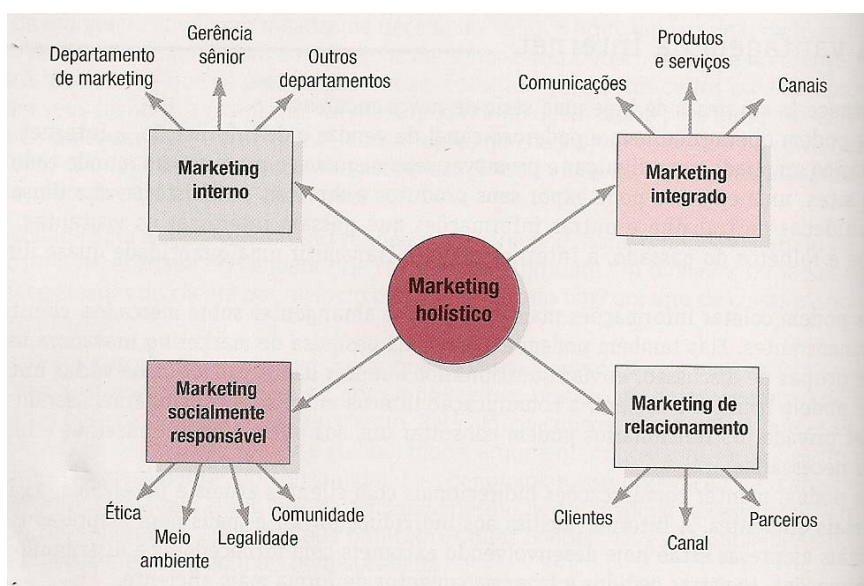 Departamento
de marketing
Gerência
sênior
Outros
departamentos
Marketing
interno
Comunicações
Produtos
e serviços
Canais
Marketing
integrado
Marketing
holístico
Marketing
socialmente
responsável
Ética
Meio
ambiente
Legalidade
Comunidade
Marketing de
relacionamento
Clientes
Canal
Parceiros